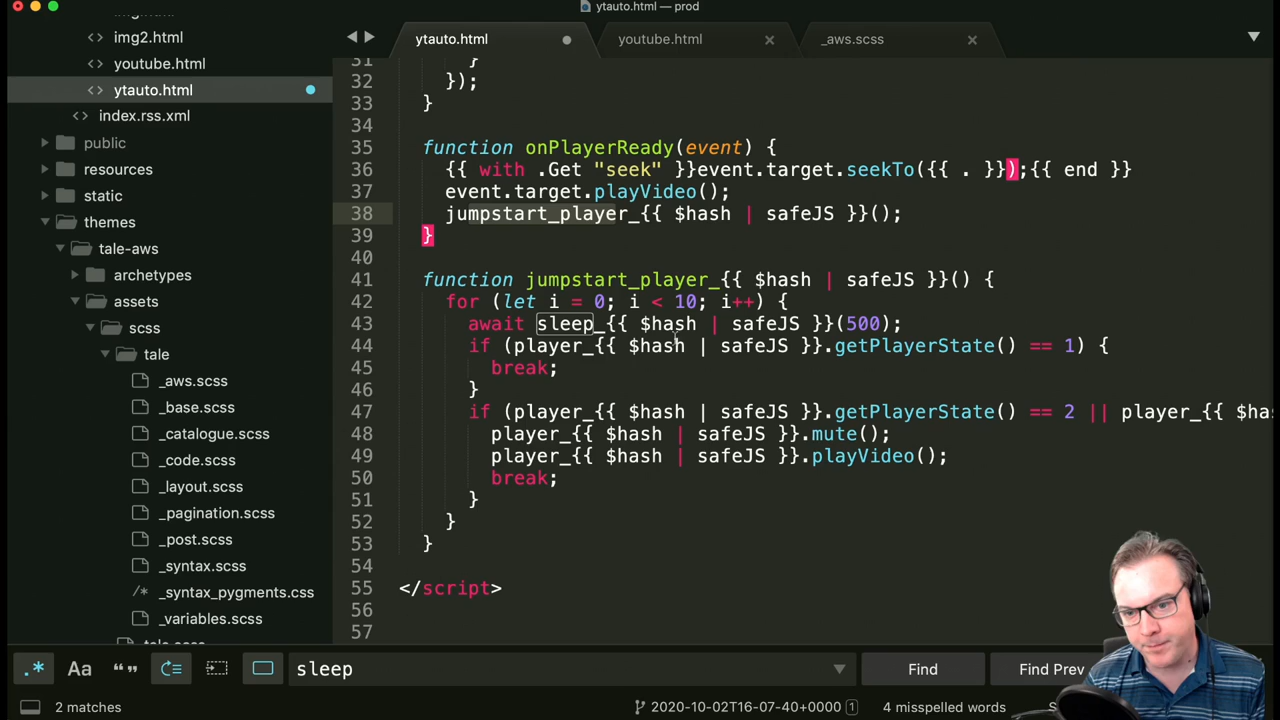 ytauto.html — prod
img2.html
youtube.html
ytauto.html
index.rss.xml
public
resources
static
themes
tale-aws
archetypes
assets
scss
tale
_aws.scss
_base.scss
_catalogue.scss
_code.scss
_layout.scss
_pagination.scss
_post.scss
_syntax.scss
/* _syntax_pygments.css
_variables.scss
ytauto.html youtube.html _aws.scss
31 }
32 });
33 }
34
35 function onPlayerReady(event) {
36 {{ with .Get "seek" }}event.target.seekTo({{ . }});{{ end }}
37 event.target.playVideo();
38 jumpstart_player_{{ $hash | safeJS }}();
39 }
40
41 function jumpstart_player_{{ $hash | safeJS }}() {
42 for (let i = 0; i < 10; i++) {
43 await sleep_{{ $hash | safeJS }}(500);
44 if (player_{{ $hash | safeJS }}.getPlayerState() == 1) {
45 break;
46 }
47 if (player_{{ $hash | safeJS }}.getPlayerState() == 2 || player_{{ $ha
48 player_{{ $hash | safeJS }}.mute();
49 player_{{ $hash | safeJS }}.playVideo();
50 break;
51 }
52 }
53 }
54
55 </script>
56
57
.* Aa “” sleep Find Find Prev
2 matches 2020-10-02T16-07-40+0000 1 4 misspelled words